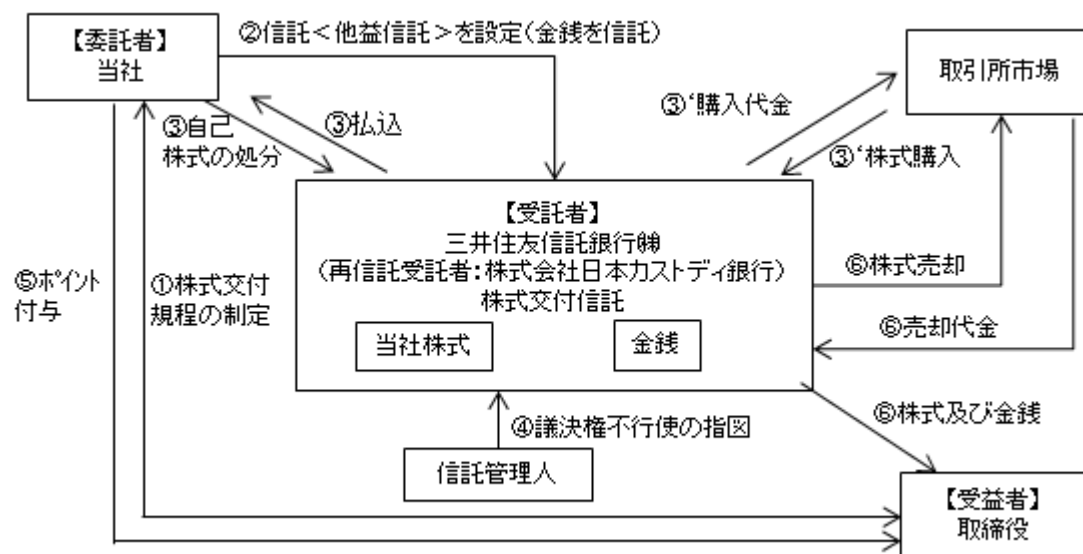 【委託者】
当社
②信託<他益信託>を設定(金銭を信託)
取引所市場
③自己
株式の処分
③払込
③‘購入代金
③‘株式購入
【受託者】
三井住友信託銀行㈱
(再信託受託者:株式会社日本カストディ銀行)
株式交付信託
当社株式
金銭
⑤ポイント
付与
①株式交付
規程の制定
⑥株式売却
⑥売却代金
④議決権不行使の指図
⑥株式及び金銭
信託管理人
【受益者】
取締役